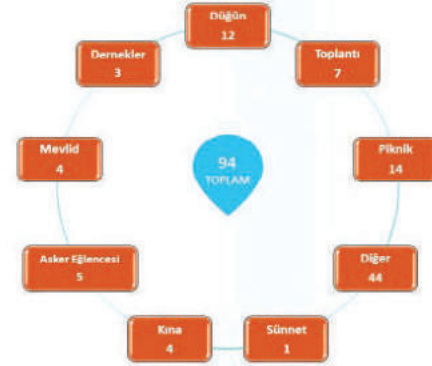 Düğün
12
Toplantı
7
Piknik
14
Diğer
44
Sünnet
1
Kına
4
Asker Eğlencesi
5
Mevlid
4
Dernekler
3
94
TOPLAM